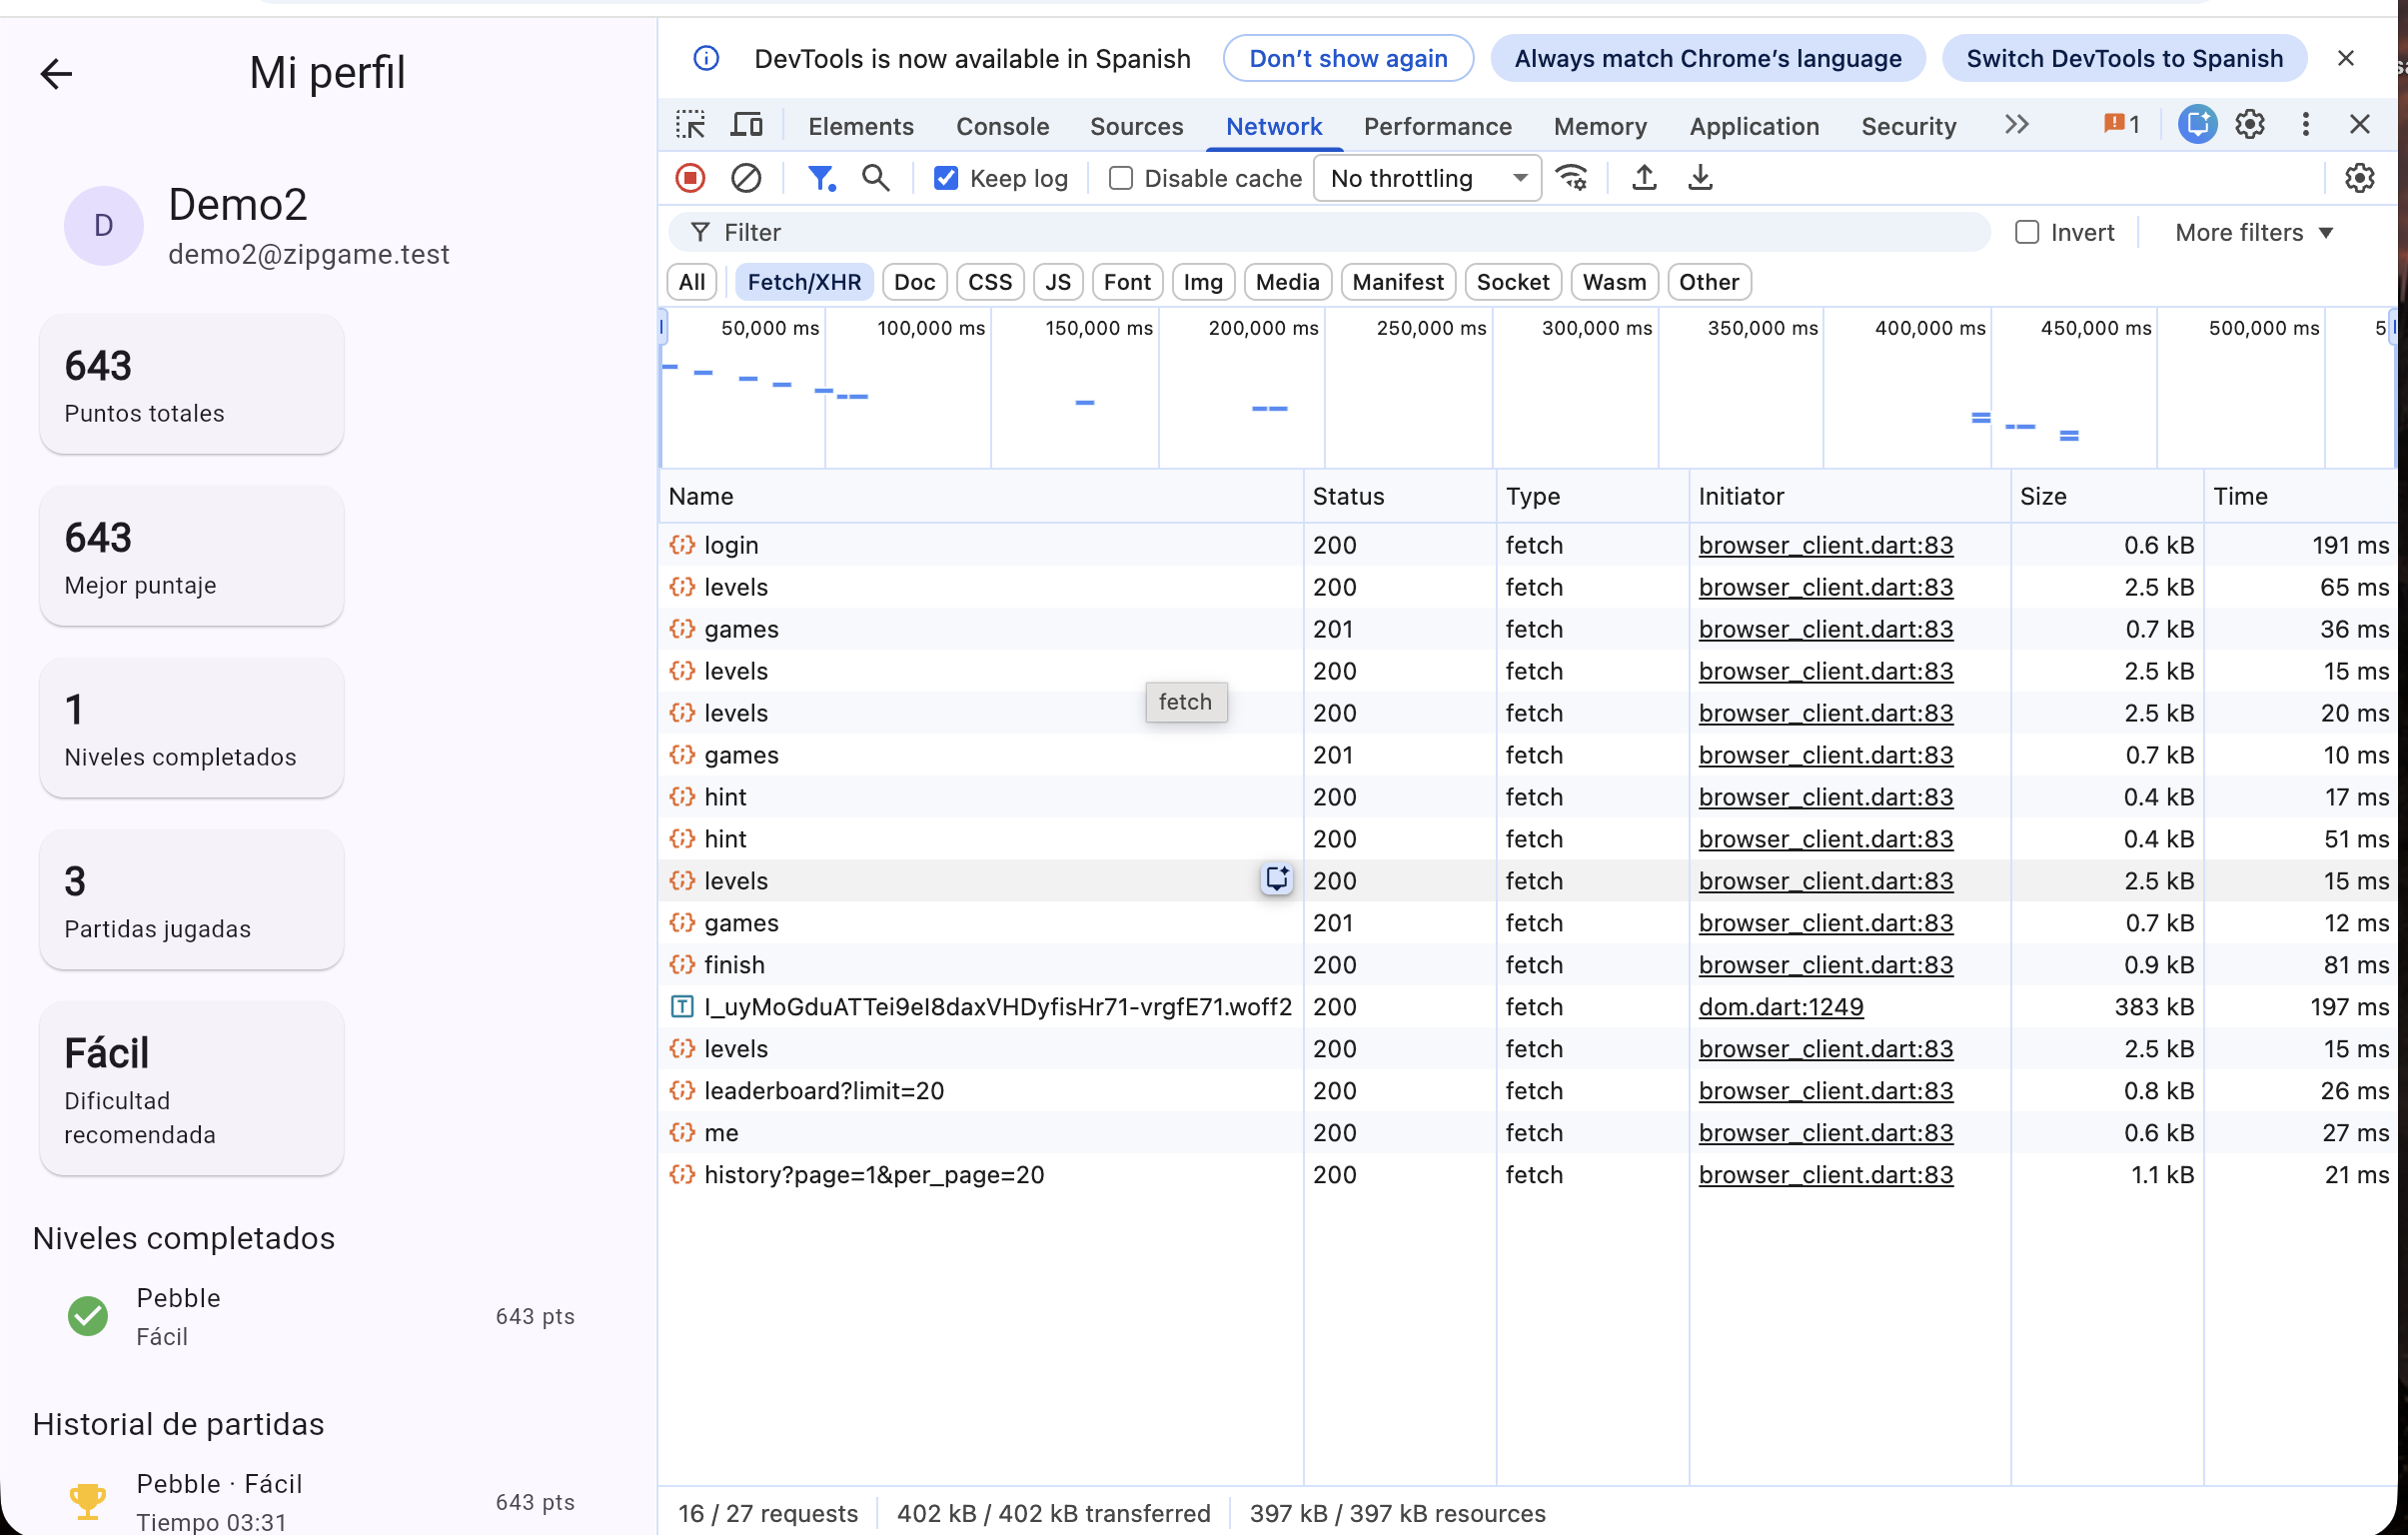 Mi perfil
D
Demo2
demo2@zipgame.test
643
Puntos totales
643
Mejor puntaje
1
Niveles completados
3
Partidas jugadas
Fácil
Dificultad
recomendada
Niveles completados
Pebble
Fácil
643 pts
Historial de partidas
Pebble · Fácil
Tiempo 03:31
643 pts
DevTools is now available in Spanish Don't show again Always match Chrome's language Switch DevTools to Spanish
Elements Console Sources Network Performance Memory Application Security 1
Keep log Disable cache No throttling
Filter Invert More filters
All Fetch/XHR Doc CSS JS Font Img Media Manifest Socket Wasm Other
50,000 ms 100,000 ms 150,000 ms 200,000 ms 250,000 ms 300,000 ms 350,000 ms 400,000 ms 450,000 ms 500,000 ms 5
Name Status Type Initiator Size Time
login 200 fetch browser_client.dart:83 0.6 kB 191 ms
levels 200 fetch browser_client.dart:83 2.5 kB 65 ms
games 201 fetch browser_client.dart:83 0.7 kB 36 ms
levels 200 fetch browser_client.dart:83 2.5 kB 15 ms
fetch
levels 200 fetch browser_client.dart:83 2.5 kB 20 ms
games 201 fetch browser_client.dart:83 0.7 kB 10 ms
hint 200 fetch browser_client.dart:83 0.4 kB 17 ms
hint 200 fetch browser_client.dart:83 0.4 kB 51 ms
levels 200 fetch browser_client.dart:83 2.5 kB 15 ms
games 201 fetch browser_client.dart:83 0.7 kB 12 ms
finish 200 fetch browser_client.dart:83 0.9 kB 81 ms
I_uyMoGduATTei9eI8daxVHDyfisHr71-vrgfE71.woff2 200 fetch dom.dart:1249 383 kB 197 ms
levels 200 fetch browser_client.dart:83 2.5 kB 15 ms
leaderboard?limit=20 200 fetch browser_client.dart:83 0.8 kB 26 ms
me 200 fetch browser_client.dart:83 0.6 kB 27 ms
history?page=1&per_page=20 200 fetch browser_client.dart:83 1.1 kB 21 ms
16 / 27 requests 402 kB / 402 kB transferred 397 kB / 397 kB resources